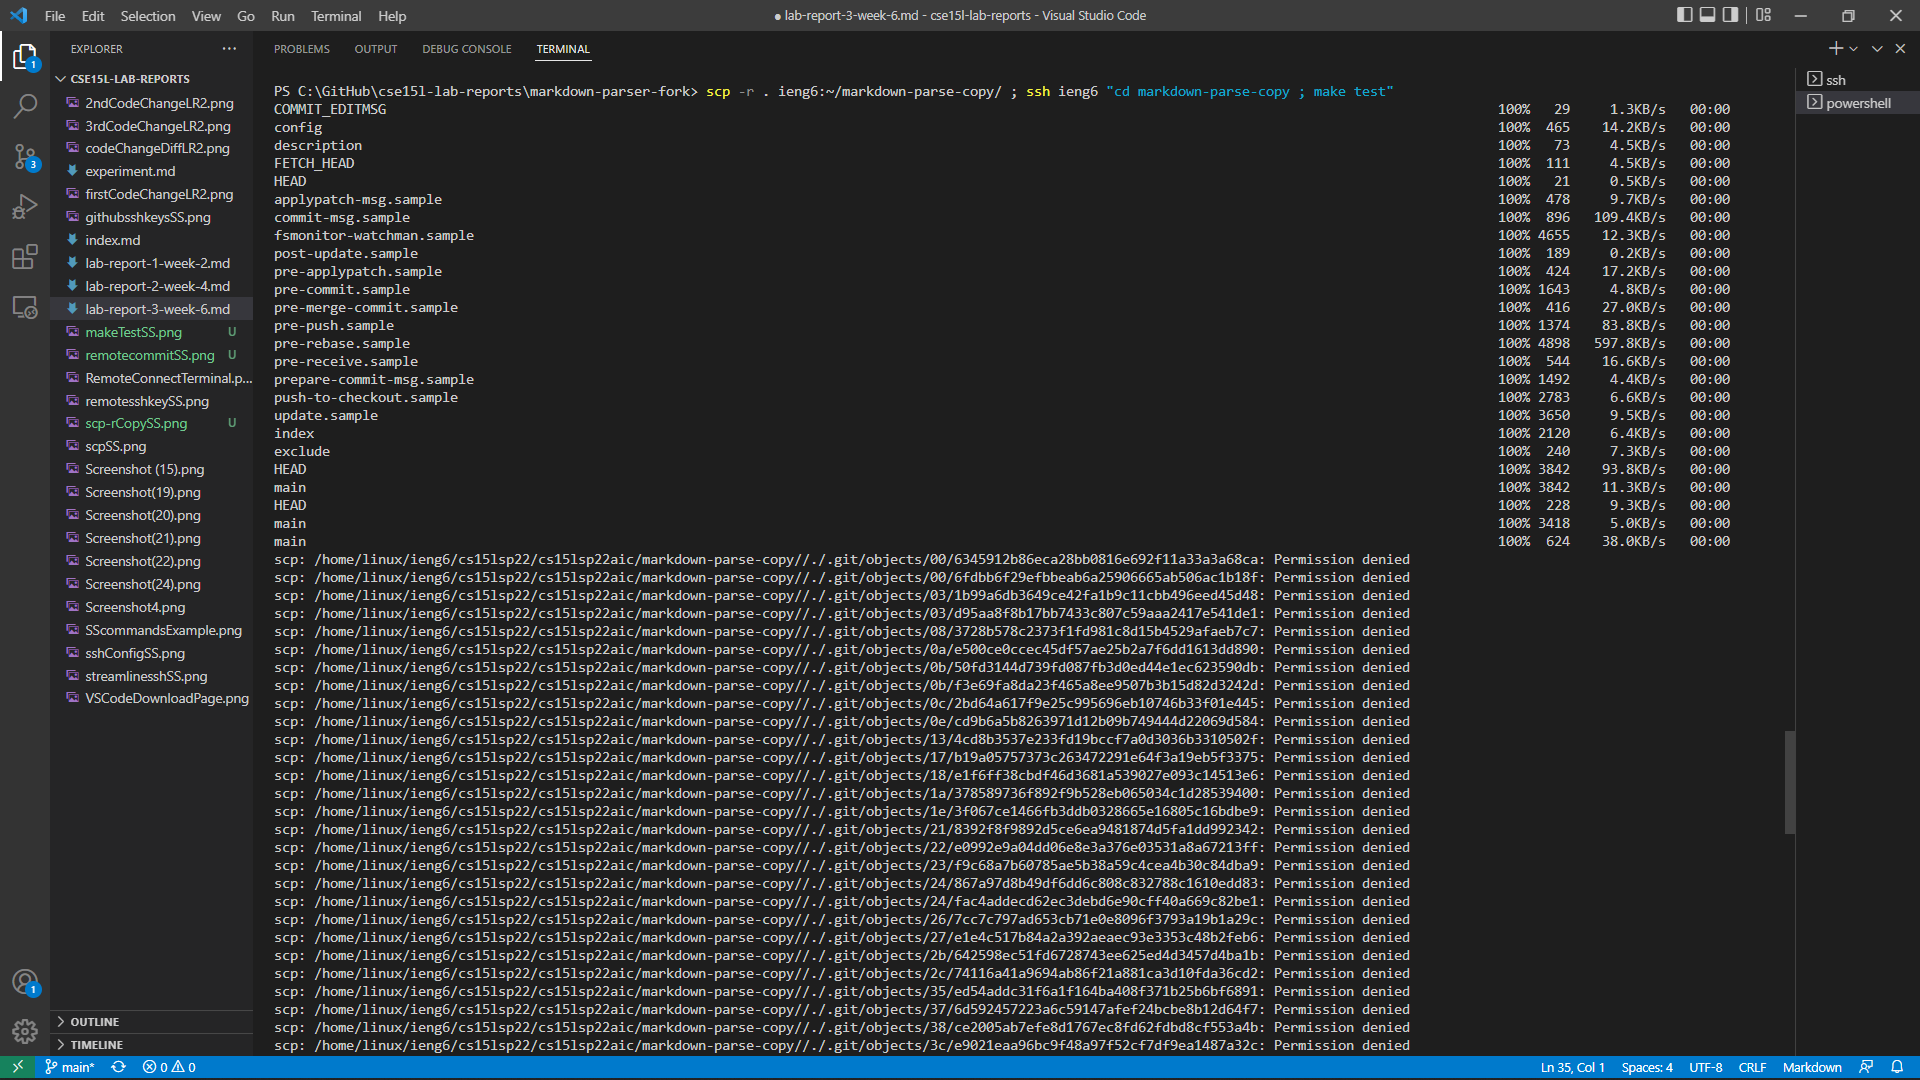 File Edit Selection View Go Run Terminal Help
● lab-report-3-week-6.md - cse15l-lab-reports - Visual Studio Code
EXPLORER ···
PROBLEMS OUTPUT DEBUG CONSOLE TERMINAL
CSE15L-LAB-REPORTS
2ndCodeChangeLR2.png
3rdCodeChangeLR2.png
codeChangeDiffLR2.png
experiment.md
firstCodeChangeLR2.png
githubsshkeysSS.png
index.md
lab-report-1-week-2.md
lab-report-2-week-4.md
lab-report-3-week-6.md
makeTestSS.png U
remotecommitSS.png U
RemoteConnectTerminal.p...
remotesshkeySS.png
scp-rCopySS.png U
scpSS.png
Screenshot (15).png
Screenshot(19).png
Screenshot(20).png
Screenshot(21).png
Screenshot(22).png
Screenshot(24).png
Screenshot4.png
SScommandsExample.png
sshConfigSS.png
streamlinesshSS.png
VSCodeDownloadPage.png
OUTLINE
TIMELINE
1
3
1
PS C:\GitHub\cse15l-lab-reports\markdown-parser-fork> scp -r . ieng6:~/markdown-parse-copy/ ; ssh ieng6 "cd markdown-parse-copy ; make test"
COMMIT_EDITMSG 100% 29 1.3KB/s 00:00
config 100% 465 14.2KB/s 00:00
description 100% 73 4.5KB/s 00:00
FETCH_HEAD 100% 111 4.5KB/s 00:00
HEAD 100% 21 0.5KB/s 00:00
applypatch-msg.sample 100% 478 9.7KB/s 00:00
commit-msg.sample 100% 896 109.4KB/s 00:00
fsmonitor-watchman.sample 100% 4655 12.3KB/s 00:00
post-update.sample 100% 189 0.2KB/s 00:00
pre-applypatch.sample 100% 424 17.2KB/s 00:00
pre-commit.sample 100% 1643 4.8KB/s 00:00
pre-merge-commit.sample 100% 416 27.0KB/s 00:00
pre-push.sample 100% 1374 83.8KB/s 00:00
pre-rebase.sample 100% 4898 597.8KB/s 00:00
pre-receive.sample 100% 544 16.6KB/s 00:00
prepare-commit-msg.sample 100% 1492 4.4KB/s 00:00
push-to-checkout.sample 100% 2783 6.6KB/s 00:00
update.sample 100% 3650 9.5KB/s 00:00
index 100% 2120 6.4KB/s 00:00
exclude 100% 240 7.3KB/s 00:00
HEAD 100% 3842 93.8KB/s 00:00
main 100% 3842 11.3KB/s 00:00
HEAD 100% 228 9.3KB/s 00:00
main 100% 3418 5.0KB/s 00:00
main 100% 624 38.0KB/s 00:00
scp: /home/linux/ieng6/cs15lsp22/cs15lsp22aic/markdown-parse-copy//./.git/objects/00/6345912b86eca28bb0816e692f11a33a3a68ca: Permission denied
scp: /home/linux/ieng6/cs15lsp22/cs15lsp22aic/markdown-parse-copy//./.git/objects/00/6fdbb6f29efbbeab6a25906665ab506ac1b18f: Permission denied
scp: /home/linux/ieng6/cs15lsp22/cs15lsp22aic/markdown-parse-copy//./.git/objects/03/1b99a6db3649ce42fa1b9c11cbb496eed45d48: Permission denied
scp: /home/linux/ieng6/cs15lsp22/cs15lsp22aic/markdown-parse-copy//./.git/objects/03/d95aa8f8b17bb7433c807c59aaa2417e541de1: Permission denied
scp: /home/linux/ieng6/cs15lsp22/cs15lsp22aic/markdown-parse-copy//./.git/objects/08/3728b578c2373f1fd981c8d15b4529afaeb7c7: Permission denied
scp: /home/linux/ieng6/cs15lsp22/cs15lsp22aic/markdown-parse-copy//./.git/objects/0a/e500ce0ccec45df57ae25b2a7f6dd1613dd890: Permission denied
scp: /home/linux/ieng6/cs15lsp22/cs15lsp22aic/markdown-parse-copy//./.git/objects/0b/50fd3144d739fd087fb3d0ed44e1ec623590db: Permission denied
scp: /home/linux/ieng6/cs15lsp22/cs15lsp22aic/markdown-parse-copy//./.git/objects/0b/f3e69fa8da23f465a8ee9507b3b15d82d3242d: Permission denied
scp: /home/linux/ieng6/cs15lsp22/cs15lsp22aic/markdown-parse-copy//./.git/objects/0c/2bd64a617f9e25c995696eb10746b33f01e445: Permission denied
scp: /home/linux/ieng6/cs15lsp22/cs15lsp22aic/markdown-parse-copy//./.git/objects/0e/cd9b6a5b8263971d12b09b749444d22069d584: Permission denied
scp: /home/linux/ieng6/cs15lsp22/cs15lsp22aic/markdown-parse-copy//./.git/objects/13/4cd8b3537e233fd19bccf7a0d3036b3310502f: Permission denied
scp: /home/linux/ieng6/cs15lsp22/cs15lsp22aic/markdown-parse-copy//./.git/objects/17/b19a05757373c263472291e64f3a19eb5f3375: Permission denied
scp: /home/linux/ieng6/cs15lsp22/cs15lsp22aic/markdown-parse-copy//./.git/objects/18/e1f6ff38cbdf46d3681a539027e093c14513e6: Permission denied
scp: /home/linux/ieng6/cs15lsp22/cs15lsp22aic/markdown-parse-copy//./.git/objects/1a/378589736f892f9b528eb065034c1d28539400: Permission denied
scp: /home/linux/ieng6/cs15lsp22/cs15lsp22aic/markdown-parse-copy//./.git/objects/1e/3f067ce1466fb3ddb0328665e16805c16bdbe9: Permission denied
scp: /home/linux/ieng6/cs15lsp22/cs15lsp22aic/markdown-parse-copy//./.git/objects/21/8392f8f9892d5ce6ea9481874d5fa1dd992342: Permission denied
scp: /home/linux/ieng6/cs15lsp22/cs15lsp22aic/markdown-parse-copy//./.git/objects/22/e0992e9a04dd06e8e3a376e03531a8a67213ff: Permission denied
scp: /home/linux/ieng6/cs15lsp22/cs15lsp22aic/markdown-parse-copy//./.git/objects/23/f9c68a7b60785ae5b38a59c4cea4b30c84dba9: Permission denied
scp: /home/linux/ieng6/cs15lsp22/cs15lsp22aic/markdown-parse-copy//./.git/objects/24/867a97d8b49df6dd6c808c832788c1610edd83: Permission denied
scp: /home/linux/ieng6/cs15lsp22/cs15lsp22aic/markdown-parse-copy//./.git/objects/24/fac4addecd62ec3debd6e90cff40a669c82be1: Permission denied
scp: /home/linux/ieng6/cs15lsp22/cs15lsp22aic/markdown-parse-copy//./.git/objects/26/7cc7c797ad653cb71e0e8096f3793a19b1a29c: Permission denied
scp: /home/linux/ieng6/cs15lsp22/cs15lsp22aic/markdown-parse-copy//./.git/objects/27/e1e4c517b84a2a392aeaec93e3353c48b2feb6: Permission denied
scp: /home/linux/ieng6/cs15lsp22/cs15lsp22aic/markdown-parse-copy//./.git/objects/2b/642598ec51fd6728743ee625ed4d3457d4ba1b: Permission denied
scp: /home/linux/ieng6/cs15lsp22/cs15lsp22aic/markdown-parse-copy//./.git/objects/2c/74116a41a9694ab86f21a881ca3d10fda36cd2: Permission denied
scp: /home/linux/ieng6/cs15lsp22/cs15lsp22aic/markdown-parse-copy//./.git/objects/35/ed54addc31f6a1f164ba408f371b25b6bf6891: Permission denied
scp: /home/linux/ieng6/cs15lsp22/cs15lsp22aic/markdown-parse-copy//./.git/objects/37/6d592457223a6c59147afef24bcbe8b12d64f7: Permission denied
scp: /home/linux/ieng6/cs15lsp22/cs15lsp22aic/markdown-parse-copy//./.git/objects/38/ce2005ab7efe8d1767ec8fd62fdbd8cf553a4b: Permission denied
scp: /home/linux/ieng6/cs15lsp22/cs15lsp22aic/markdown-parse-copy//./.git/objects/3c/e9021eaa96bc9f48a97f52cf7df9ea1487a32c: Permission denied
ssh
powershell
main* 0 0
Ln 35, Col 1 Spaces: 4 UTF-8 CRLF Markdown